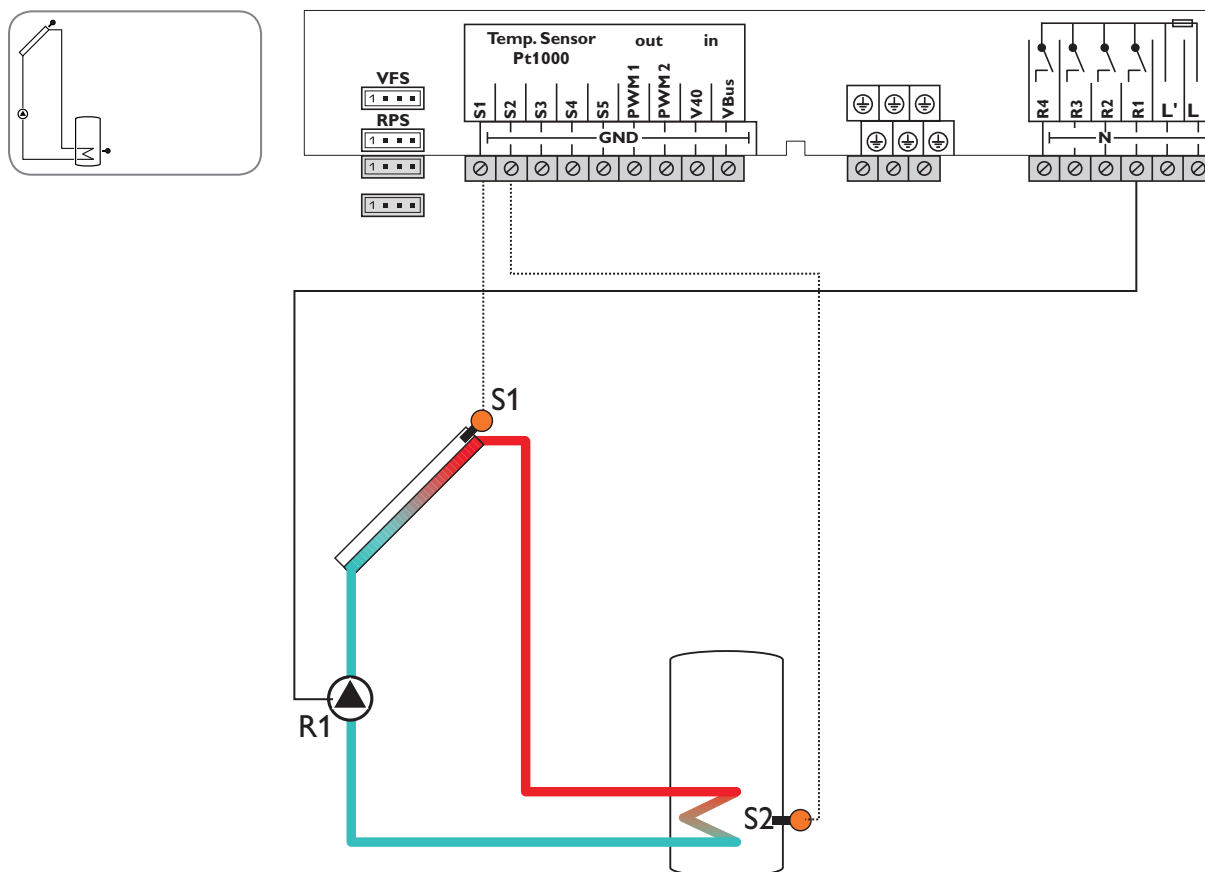 Temp. Sensor out in
Pt1000
VFS
1
RPS
1
1
1
S1 S2 S3 S4 S5 PWM 1 PWM 2 V40 VBus
GND
R4 R3 R2 R1 L' L
N
S1
R1
S2